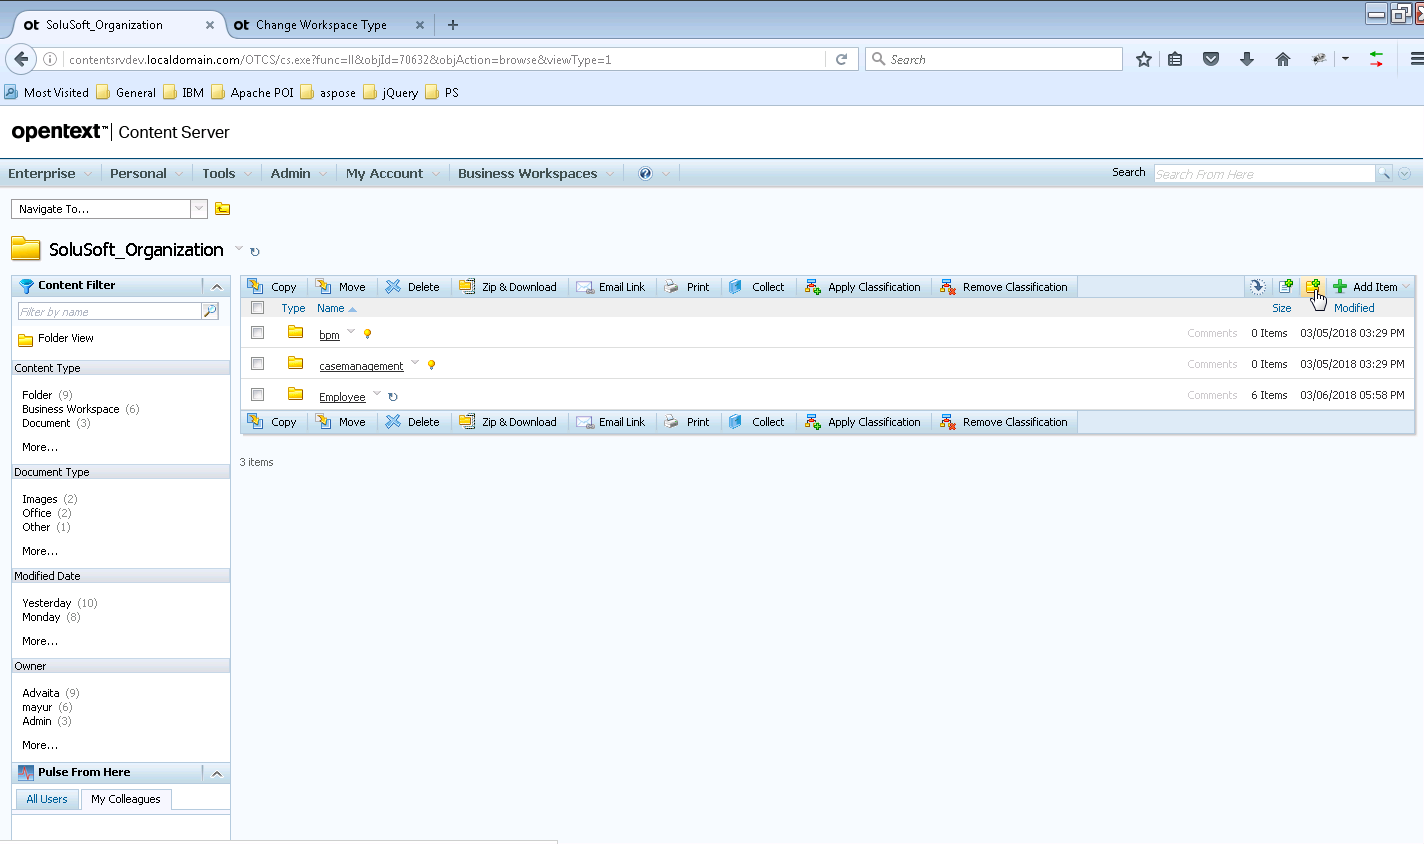 SoluSoft_Organization
Change Workspace Type
contentsrvdev.localdomain.com/OTCS/cs.exe?func=ll&objId=70632&objAction=browse&viewType=1
Search
Most Visited General IBM Apache POI aspose jQuery PS
opentext™ | Content Server
Enterprise Personal Tools Admin My Account Business Workspaces
Search
Search From Here
Navigate To...
SoluSoft_Organization
Content Filter
Filter by name
Folder View
Content Type
Folder (9)
Business Workspace (6)
Document (3)
More...
Document Type
Images (2)
Office (2)
Other (1)
More...
Modified Date
Yesterday (10)
Monday (8)
More...
Owner
Advaita (9)
mayur (6)
Admin (3)
More...
Pulse From Here
All Users My Colleagues
Copy Move Delete Zip & Download Email Link Print Collect Apply Classification Remove Classification Add Item
Type Name Size Modified
bpm Comments 0 Items 03/05/2018 03:29 PM
casemanagement Comments 0 Items 03/05/2018 03:29 PM
Employee Comments 6 Items 03/06/2018 05:58 PM
Copy Move Delete Zip & Download Email Link Print Collect Apply Classification Remove Classification
3 items